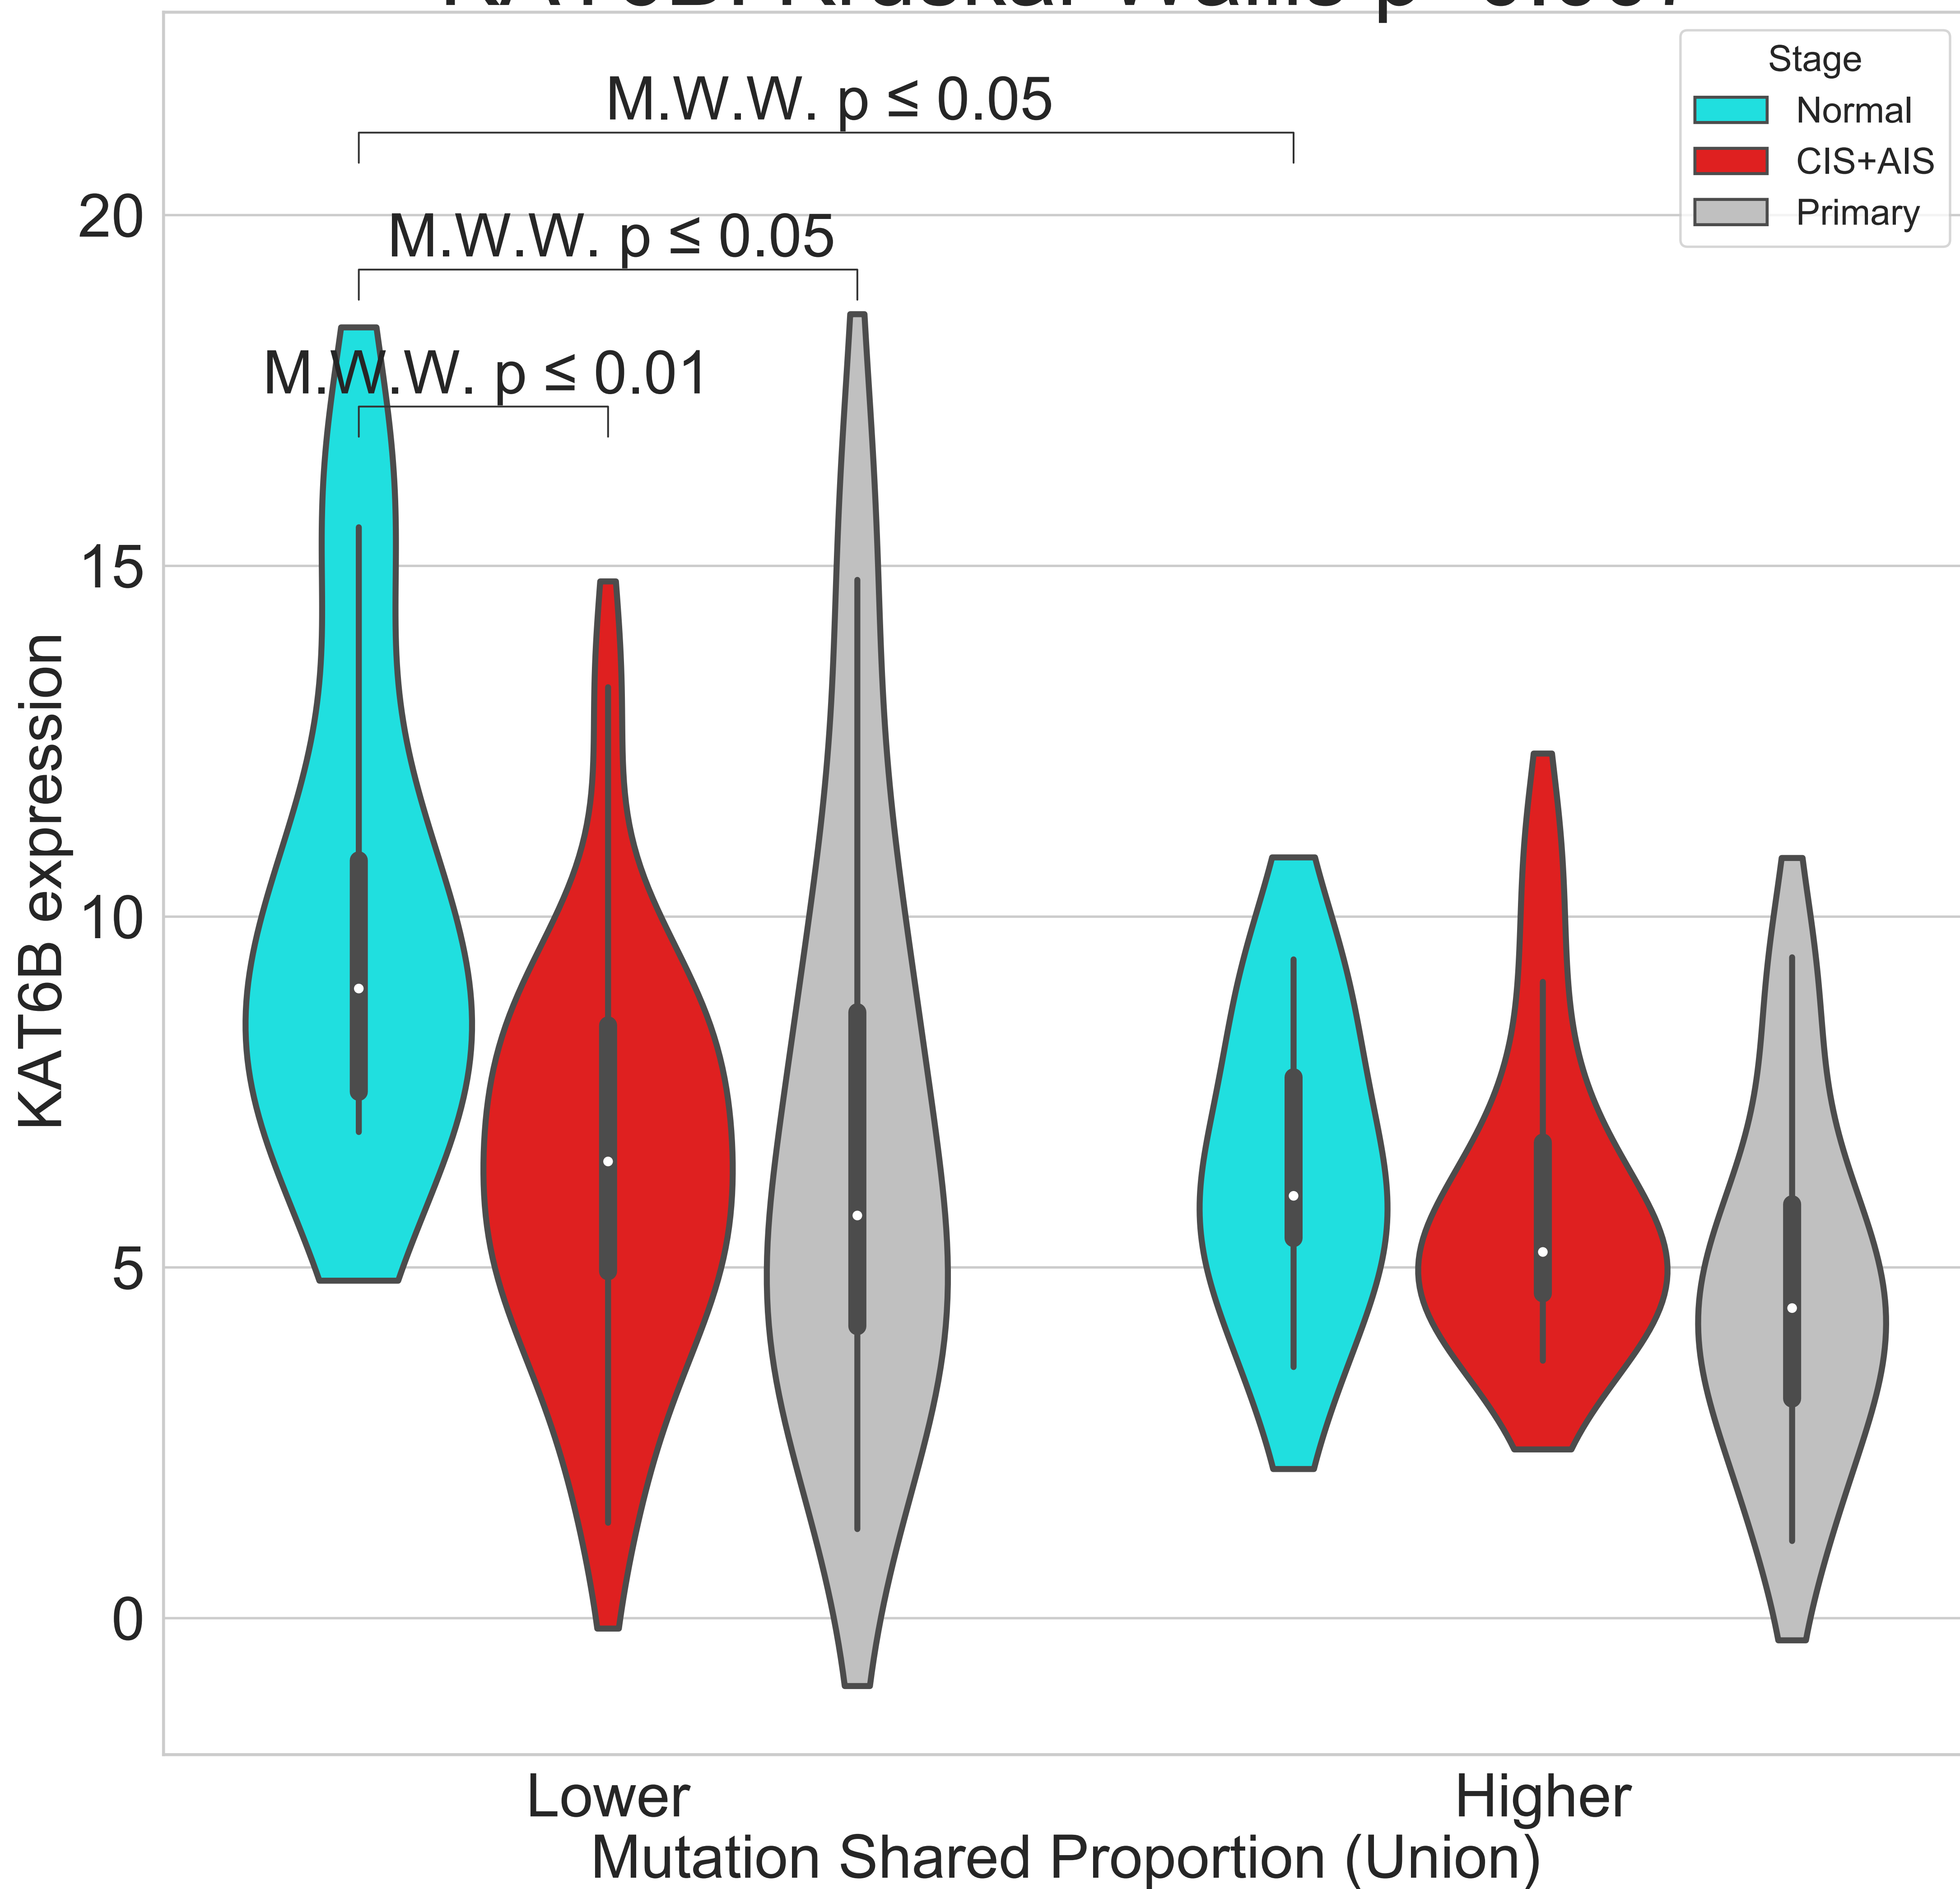 Stage
Normal
CIS+AIS
Primary
M.W.W. p ≤ 0.05
M.W.W. p ≤ 0.05
M.W.W. p ≤ 0.01
20
15
10
5
0
KAT6B expression
Lower
Higher
Mutation Shared Proportion (Union)